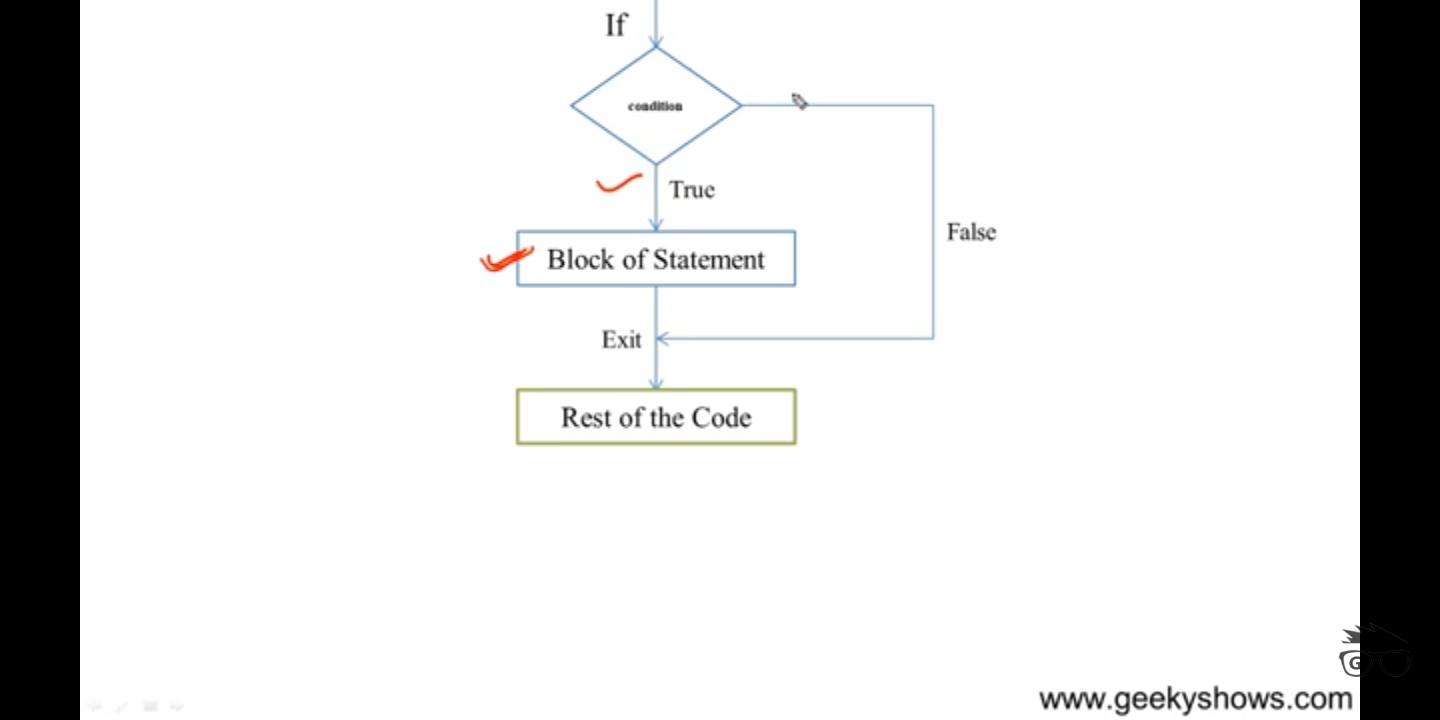 If
condition
True
False
Block of Statement
Exit
Rest of the Code
www.geekyshows.com
G